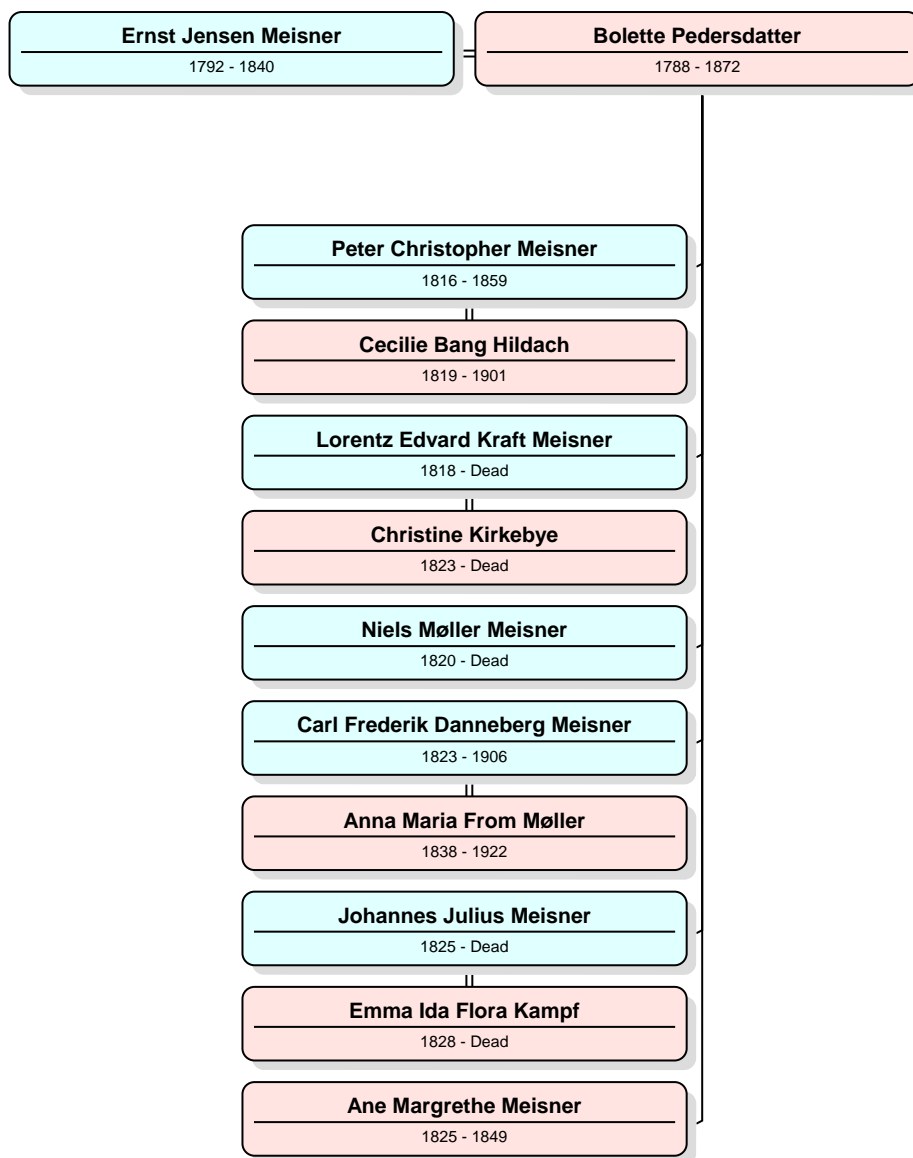 Ernst Jensen Meisner
1792 - 1840
Bolette Pedersdatter
1788 - 1872
Peter Christopher Meisner
1816 - 1859
Cecilie Bang Hildach
1819 - 1901
Lorentz Edvard Kraft Meisner
1818 - Dead
Christine Kirkebye
1823 - Dead
Niels Møller Meisner
1820 - Dead
Carl Frederik Danneberg Meisner
1823 - 1906
Anna Maria From Møller
1838 - 1922
Johannes Julius Meisner
1825 - Dead
Emma Ida Flora Kampf
1828 - Dead
Ane Margrethe Meisner
1825 - 1849